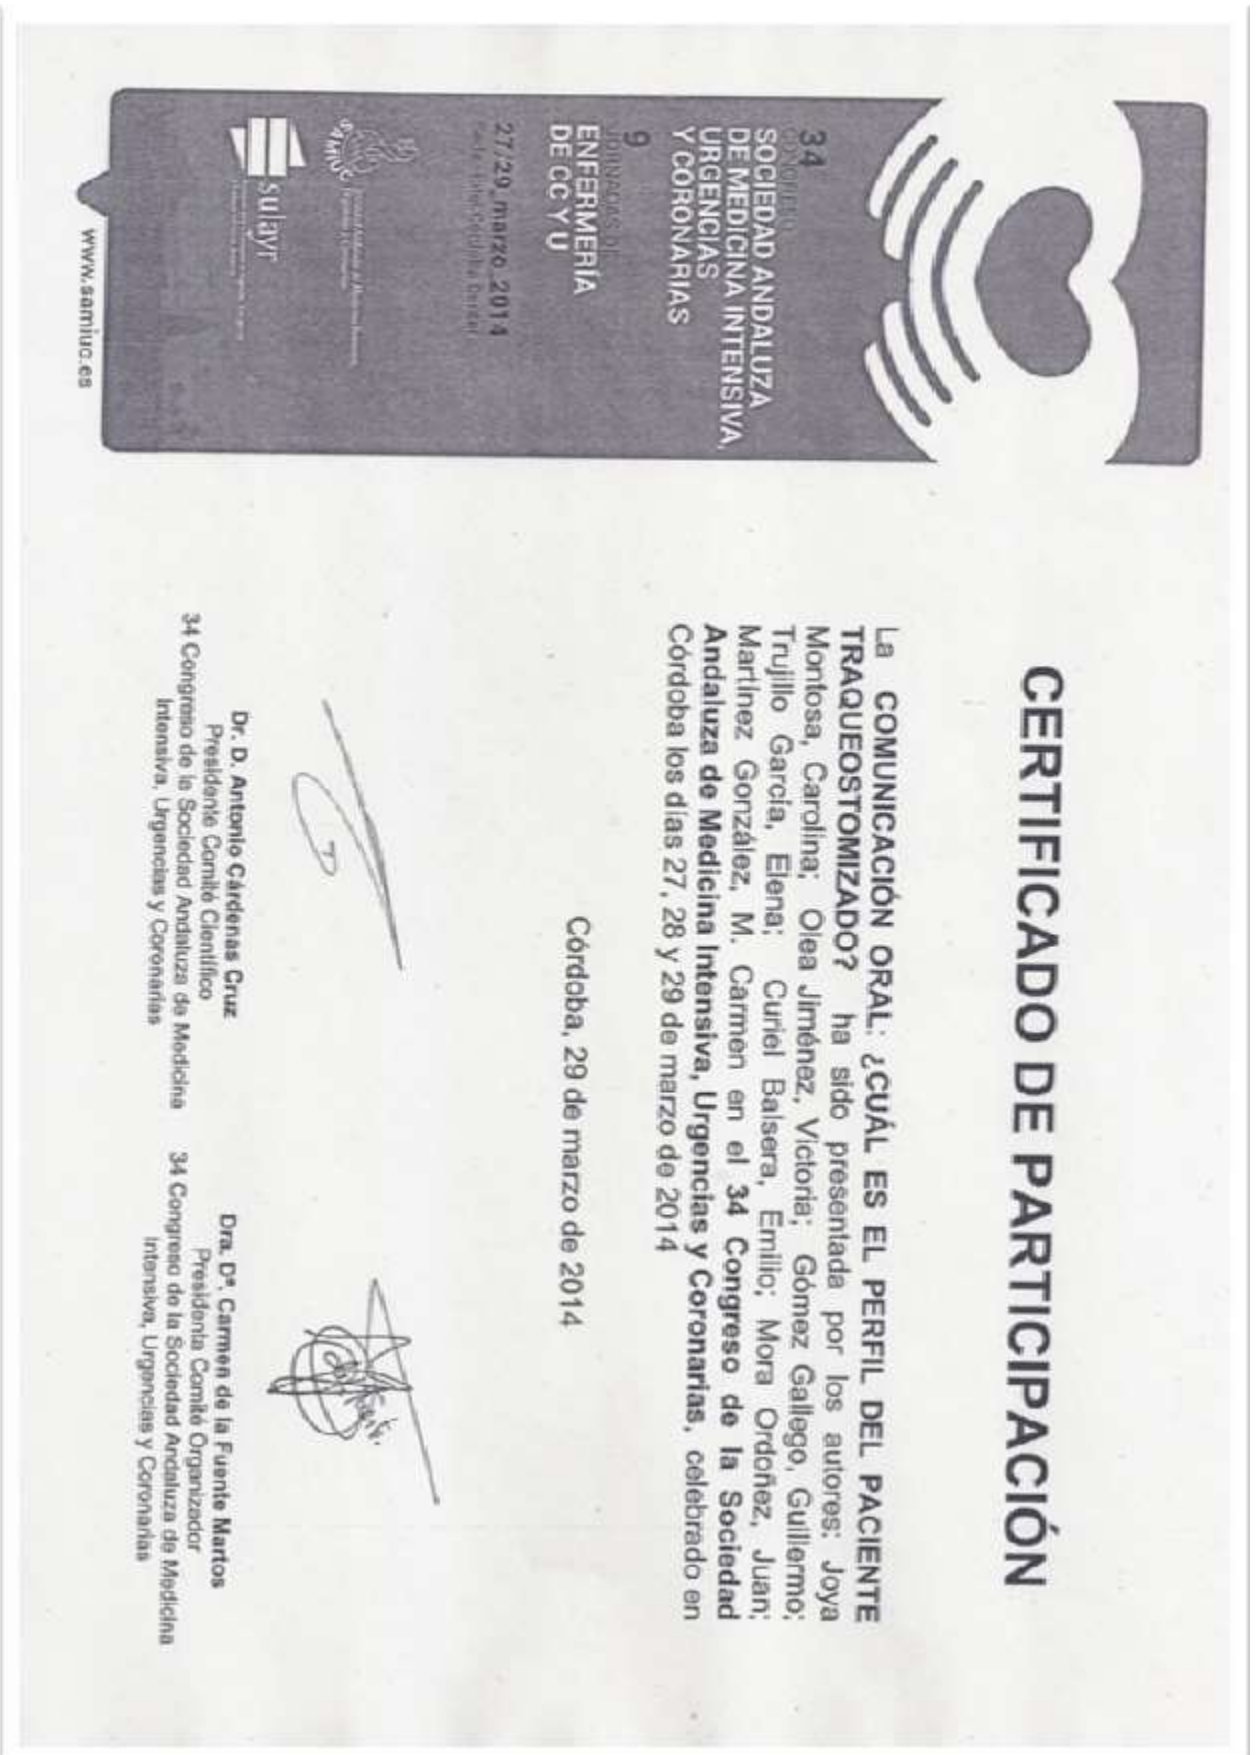 34
CONGRESO
SOCIEDAD ANDALUZA
DE MEDICINA INTENSIVA,
URGENCIAS
Y CORONARIAS
9
JORNADAS DE
ENFERMERÍA
DE CC Y U
27/29 marzo 2014
SAMIUC
sulayr
www.samiuc.es
CERTIFICADO DE PARTICIPACIÓN
La COMUNICACIÓN ORAL: ¿CUÁL ES EL PERFIL DEL PACIENTE
TRAQUEOSTOMIZADO? ha sido presentada por los autores: Joya
Montosa, Carolina; Olea Jiménez, Victoria; Gómez Gallego, Guillermo;
Trujillo García, Elena; Curiel Balsera, Emilio; Mora Ordoñez, Juan;
Martínez González, M. Carmen en el 34 Congreso de la Sociedad
Andaluza de Medicina Intensiva, Urgencias y Coronarias, celebrado en
Córdoba los días 27, 28 y 29 de marzo de 2014
Córdoba, 29 de marzo de 2014
Dr. D. Antonio Cárdenas Cruz
Presidente Comité Científico
34 Congreso de la Sociedad Andaluza de Medicina
Intensiva, Urgencias y Coronarias
Dra. Dª. Carmen de la Fuente Martos
Presidenta Comité Organizador
34 Congreso de la Sociedad Andaluza de Medicina
Intensiva, Urgencias y Coronarias